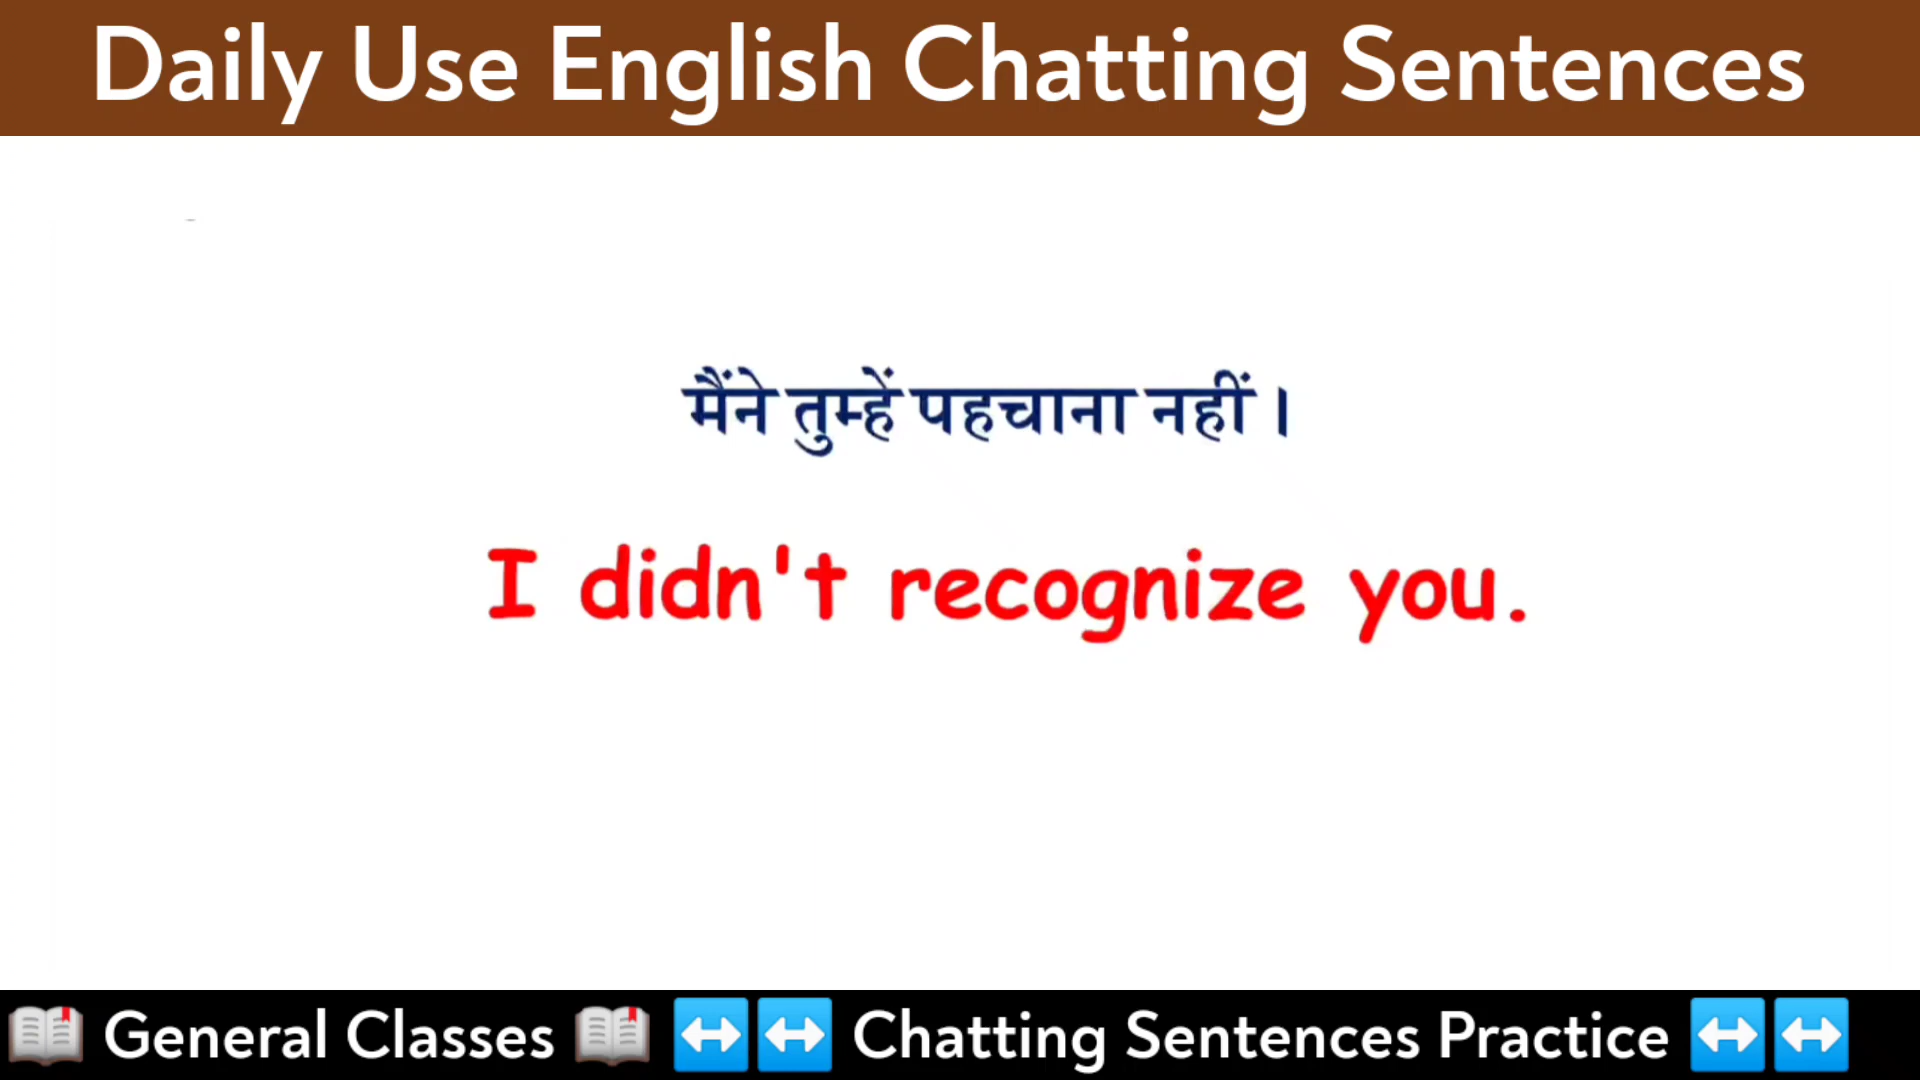 Daily Use English Chatting Sentences
मैंने तुम्हें पहचाना नहीं।
I didn't recognize you.
📖 General Classes 📖 ↔️↔️ Chatting Sentences Practice ↔️↔️